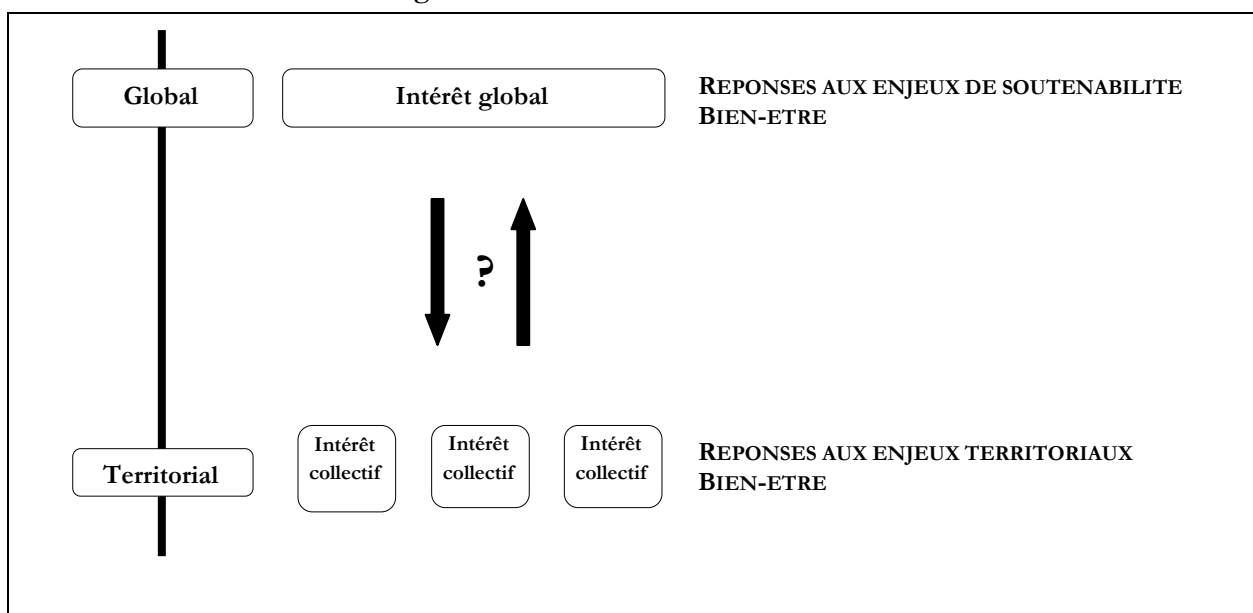 Global
Intérêt global
REPONSES AUX ENJEUX DE SOUTENABILITE
BIEN-ETRE
?
Territorial
Intérêt
collectif
Intérêt
collectif
Intérêt
collectif
REPONSES AUX ENJEUX TERRITORIAUX
BIEN-ETRE